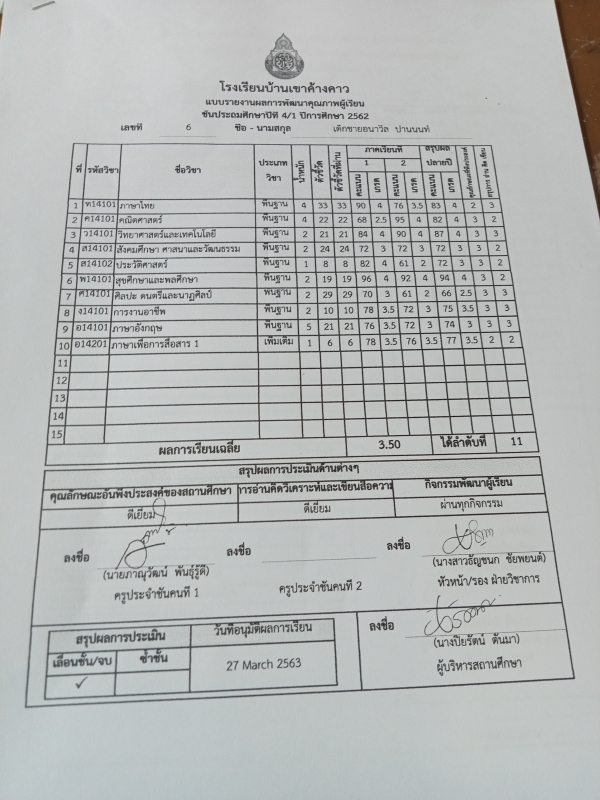 โรงเรียนบ้านเขาค้างคาว
แบบรายงานผลการพัฒนาคุณภาพผู้เรียน
ชั้นประถมศึกษาปีที่ 4/1 ปีการศึกษา 2562
เลขที่ 6 ชื่อ - นามสกุล เด็กชายอนาวิล ปานนนท์
ที่ รหัสวิชา ชื่อวิชา ประเภทวิชา น้ำหนัก ตัวชี้วัด ตัวชี้วัดที่ผ่าน ภาคเรียนที่ สรุปผลปลายปี คุณลักษณะอันพึงประสงค์ สรุปการ อ่าน คิด เขียน
1 2
คะแนน เกรด คะแนน เกรด คะแนน เกรด
1 ท14101 ภาษาไทย พื้นฐาน 4 33 33 90 4 76 3.5 83 4 2 3
2 ค14101 คณิตศาสตร์ พื้นฐาน 4 22 22 68 2.5 95 4 82 4 3 2
3 ว14101 วิทยาศาสตร์และเทคโนโลยี พื้นฐาน 2 21 21 84 4 90 4 87 4 3 3
4 ส14101 สังคมศึกษา ศาสนาและวัฒนธรรม พื้นฐาน 2 24 24 72 3 72 3 72 3 3 2
5 ส14102 ประวัติศาสตร์ พื้นฐาน 1 8 8 82 4 61 2 72 3 3 2
6 พ14101 สุขศึกษาและพลศึกษา พื้นฐาน 2 19 19 96 4 92 4 94 4 3 2
7 ศ14101 ศิลปะ ดนตรีและนาฏศิลป์ พื้นฐาน 2 29 29 70 3 61 2 66 2.5 3 3
8 ง14101 การงานอาชีพ พื้นฐาน 2 10 10 78 3.5 72 3 75 3.5 3 3
9 อ14101 ภาษาอังกฤษ พื้นฐาน 5 21 21 76 3.5 72 3 74 3 3 3
10 อ14201 ภาษาเพื่อการสื่อสาร 1 เพิ่มเติม 1 6 6 78 3.5 76 3.5 77 3.5 2 2
11
12
13
14
15
ผลการเรียนเฉลี่ย 3.50 ได้ลำดับที่ 11
สรุปผลการประเมินด้านต่างๆ
คุณลักษณะอันพึงประสงค์ของสถานศึกษา การอ่านคิดวิเคราะห์และเขียนสื่อความ กิจกรรมพัฒนาผู้เรียน
ดีเยี่ยม ดีเยี่ยม ผ่านทุกกิจกรรม
ลงชื่อ ลงชื่อ ลงชื่อ
(นายภาณุวัฒน์ พันธุ์รัตี) (นางสาวธัญชนก ชัยพยนต์)
ครูประจำชั้นคนที่ 1 ครูประจำชั้นคนที่ 2 หัวหน้า/รอง ฝ่ายวิชาการ
สรุปผลการประเมิน วันที่อนุมัติผลการเรียน ลงชื่อ
เลื่อนชั้น/จบ ซ้ำชั้น 27 March 2563 (นางปิยรัตน์ ตันมา)
✓ ผู้บริหารสถานศึกษา